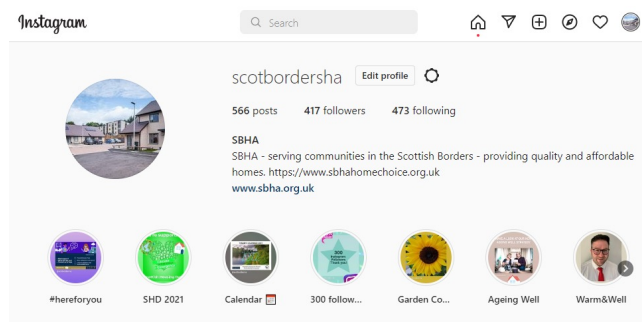 Instagram
Search
scotbordersha Edit profile
566 posts 417 followers 473 following
SBHA
SBHA - serving communities in the Scottish Borders - providing quality and affordable
homes. https://www.sbhahomechoice.org.uk
www.sbha.org.uk
300
#hereforyou SHD 2021 Calendar 300 follow... Garden Co... Ageing Well Warm&Well